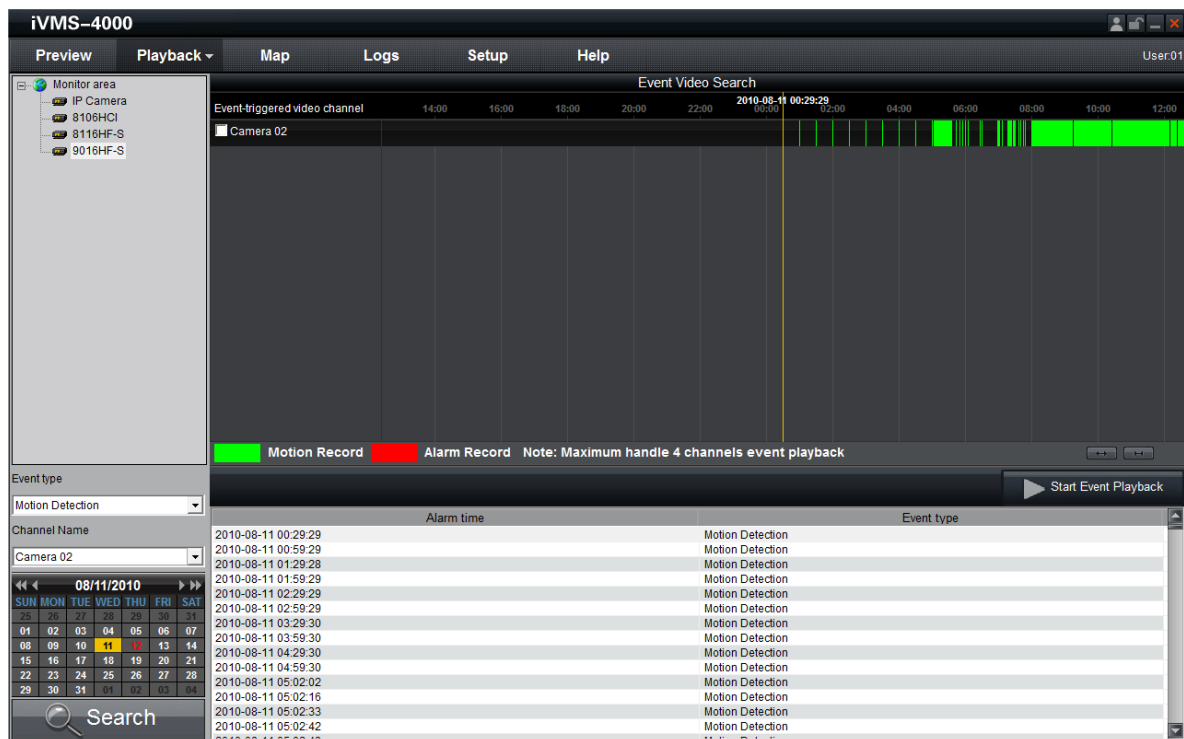 iVMS-4000
Preview Playback Map Logs Setup Help User:01
Monitor area
IP Camera
8106HCI
8116HF-S
9016HF-S
Event Video Search
2010-08-11 00:29:29
Event-triggered video channel 14:00 16:00 18:00 20:00 22:00 00:00 02:00 04:00 06:00 08:00 10:00 12:00
Camera 02
Motion Record Alarm Record Note: Maximum handle 4 channels event playback
Start Event Playback
Event type
Motion Detection
Channel Name
Camera 02
08/11/2010
SUN MON TUE WED THU FRI SAT
25 26 27 28 29 30 31
01 02 03 04 05 06 07
08 09 10 11 12 13 14
15 16 17 18 19 20 21
22 23 24 25 26 27 28
29 30 31 01 02 03 04
Search
Alarm time Event type
2010-08-11 00:29:29 Motion Detection
2010-08-11 00:59:29 Motion Detection
2010-08-11 01:29:28 Motion Detection
2010-08-11 01:59:29 Motion Detection
2010-08-11 02:29:29 Motion Detection
2010-08-11 02:59:29 Motion Detection
2010-08-11 03:29:30 Motion Detection
2010-08-11 03:59:30 Motion Detection
2010-08-11 04:29:30 Motion Detection
2010-08-11 04:59:30 Motion Detection
2010-08-11 05:02:02 Motion Detection
2010-08-11 05:02:16 Motion Detection
2010-08-11 05:02:33 Motion Detection
2010-08-11 05:02:42 Motion Detection